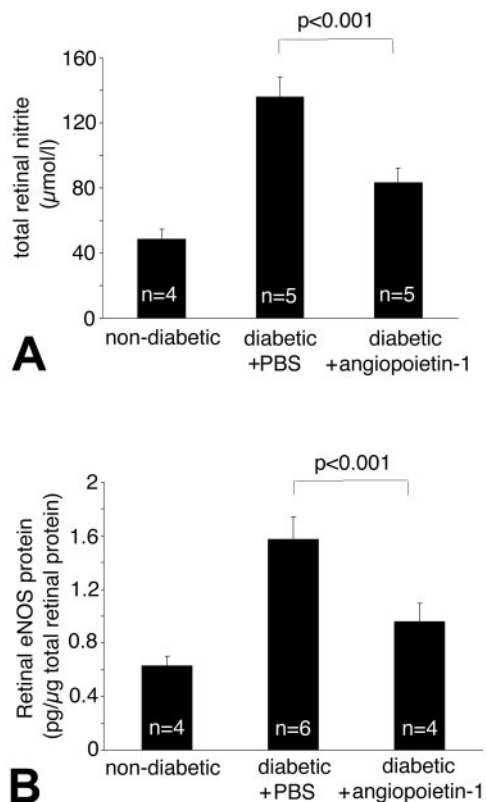 p<0.001
total retinal nitrite
(µmol/l)
160
120
80
40
0
n=4
n=5
n=5
non-diabetic
diabetic
+PBS
diabetic
+angiopoietin-1
A
p<0.001
Retinal eNOS protein
(pg/µg total retinal protein)
2
1.6
1.2
0.8
0.4
0
n=4
n=6
n=4
non-diabetic
diabetic
+PBS
diabetic
+angiopoietin-1
B